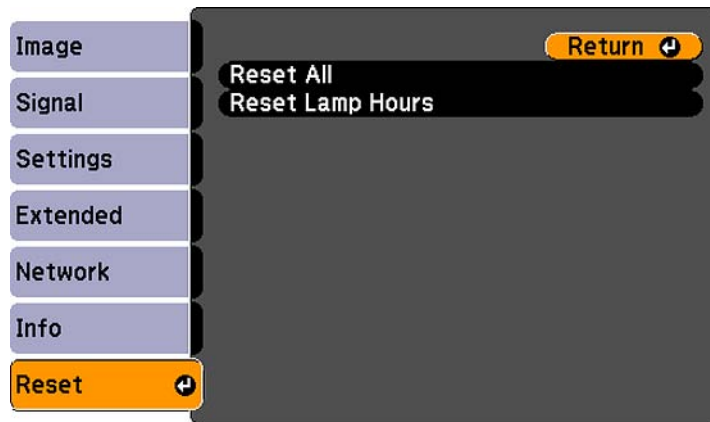 Image
Signal
Settings
Extended
Network
Info
Reset
Return
Reset All
Reset Lamp Hours